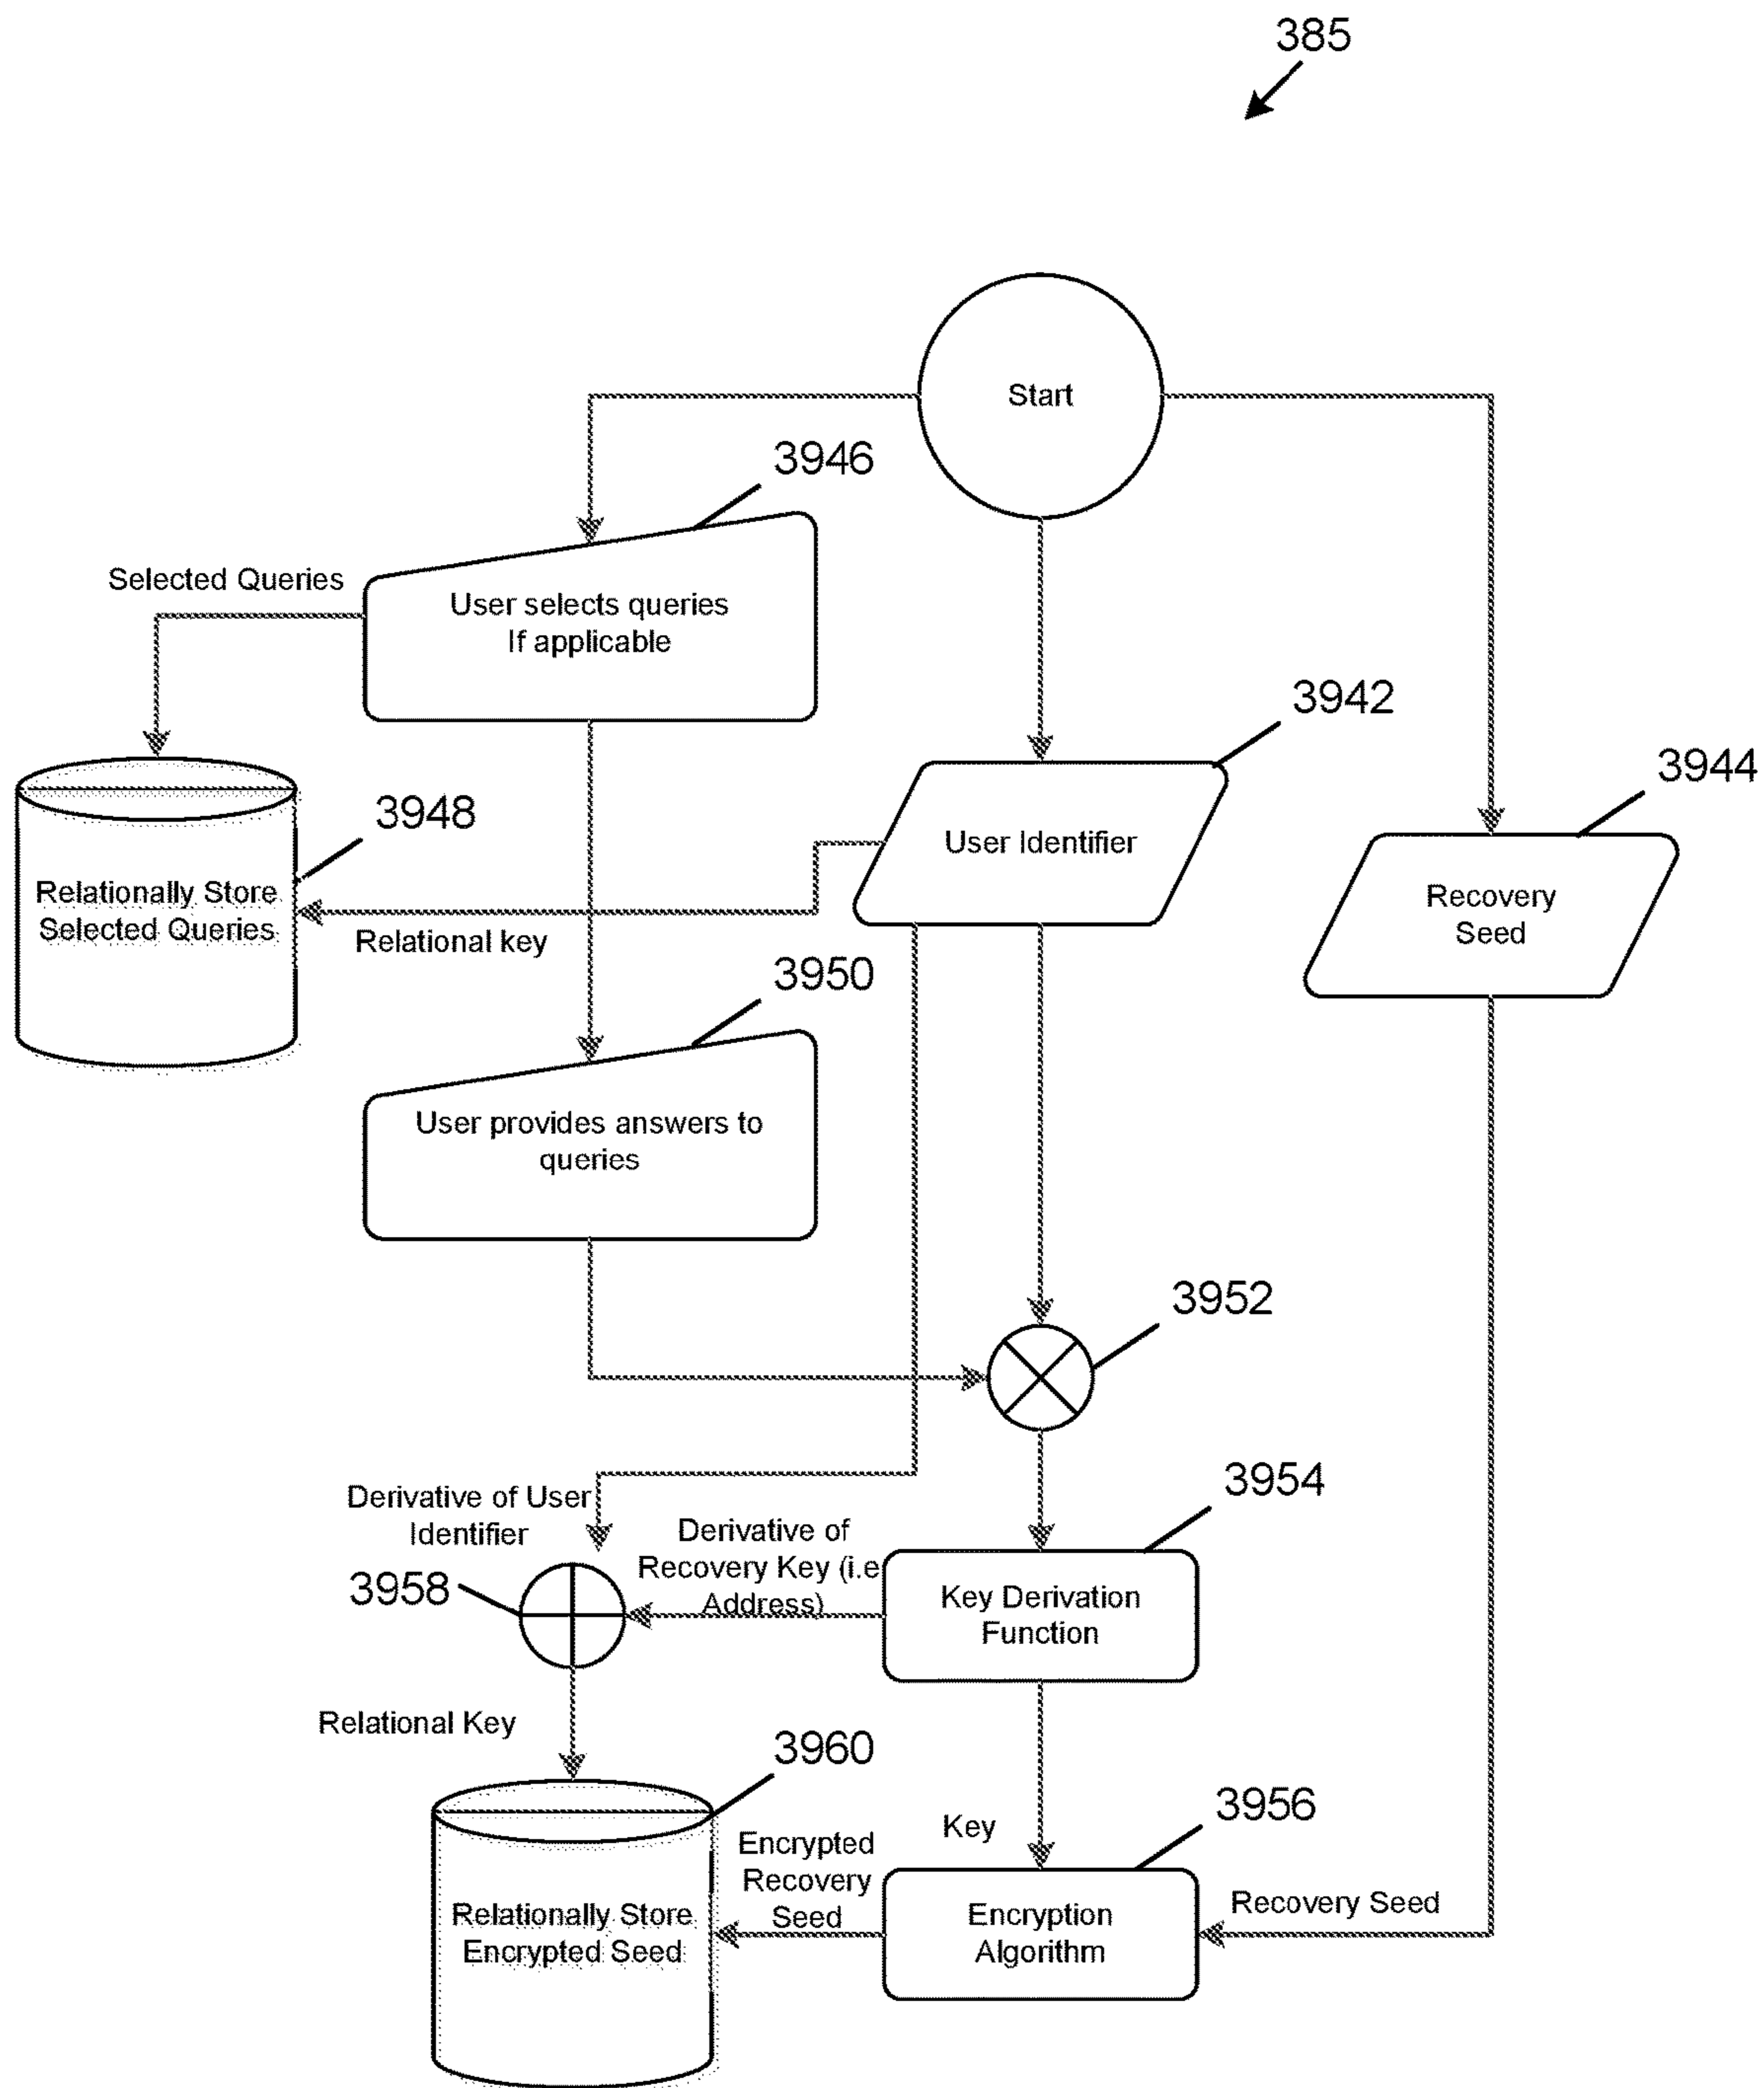 385
Start
3946
Selected Queries
User selects queries
If applicable
3942
3944
3948
User Identifier
Relationally Store
Selected Queries
Recovery
Seed
Relational key
3950
User provides answers to
queries
3952
3954
Derivative of User
Identifier
Derivative of
Recovery Key (i.e
Address)
3958
Key Derivation
Function
Relational Key
3960
3956
Key
Encrypted
Recovery
Seed
Recovery Seed
Relationally Store
Encrypted Seed
Encryption
Algorithm